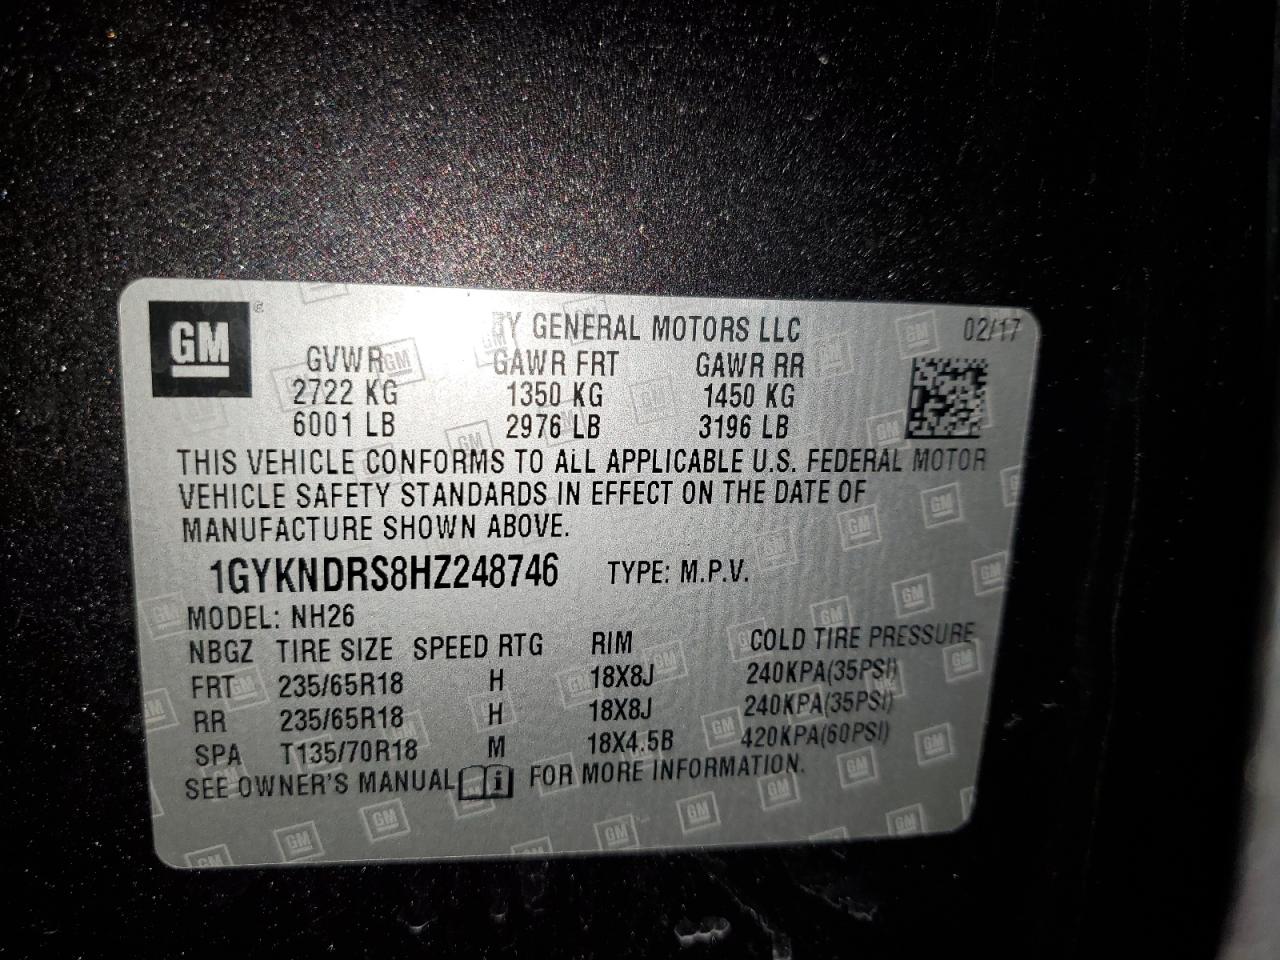 GM
BY GENERAL MOTORS LLC 02/17
GVWR GAWR FRT GAWR RR
2722 KG 1350 KG 1450 KG
6001 LB 2976 LB 3196 LB
THIS VEHICLE CONFORMS TO ALL APPLICABLE U.S. FEDERAL MOTOR
VEHICLE SAFETY STANDARDS IN EFFECT ON THE DATE OF
MANUFACTURE SHOWN ABOVE.
1GYKNDRS8HZ248746 TYPE: M.P.V.
MODEL: NH26
NBGZ TIRE SIZE SPEED RTG RIM COLD TIRE PRESSURE
FRT 235/65R18 H 18X8J 240KPA(35PSI)
RR 235/65R18 H 18X8J 240KPA(35PSI)
SPA T135/70R18 M 18X4.5B 420KPA(60PSI)
SEE OWNER'S MANUAL i FOR MORE INFORMATION.